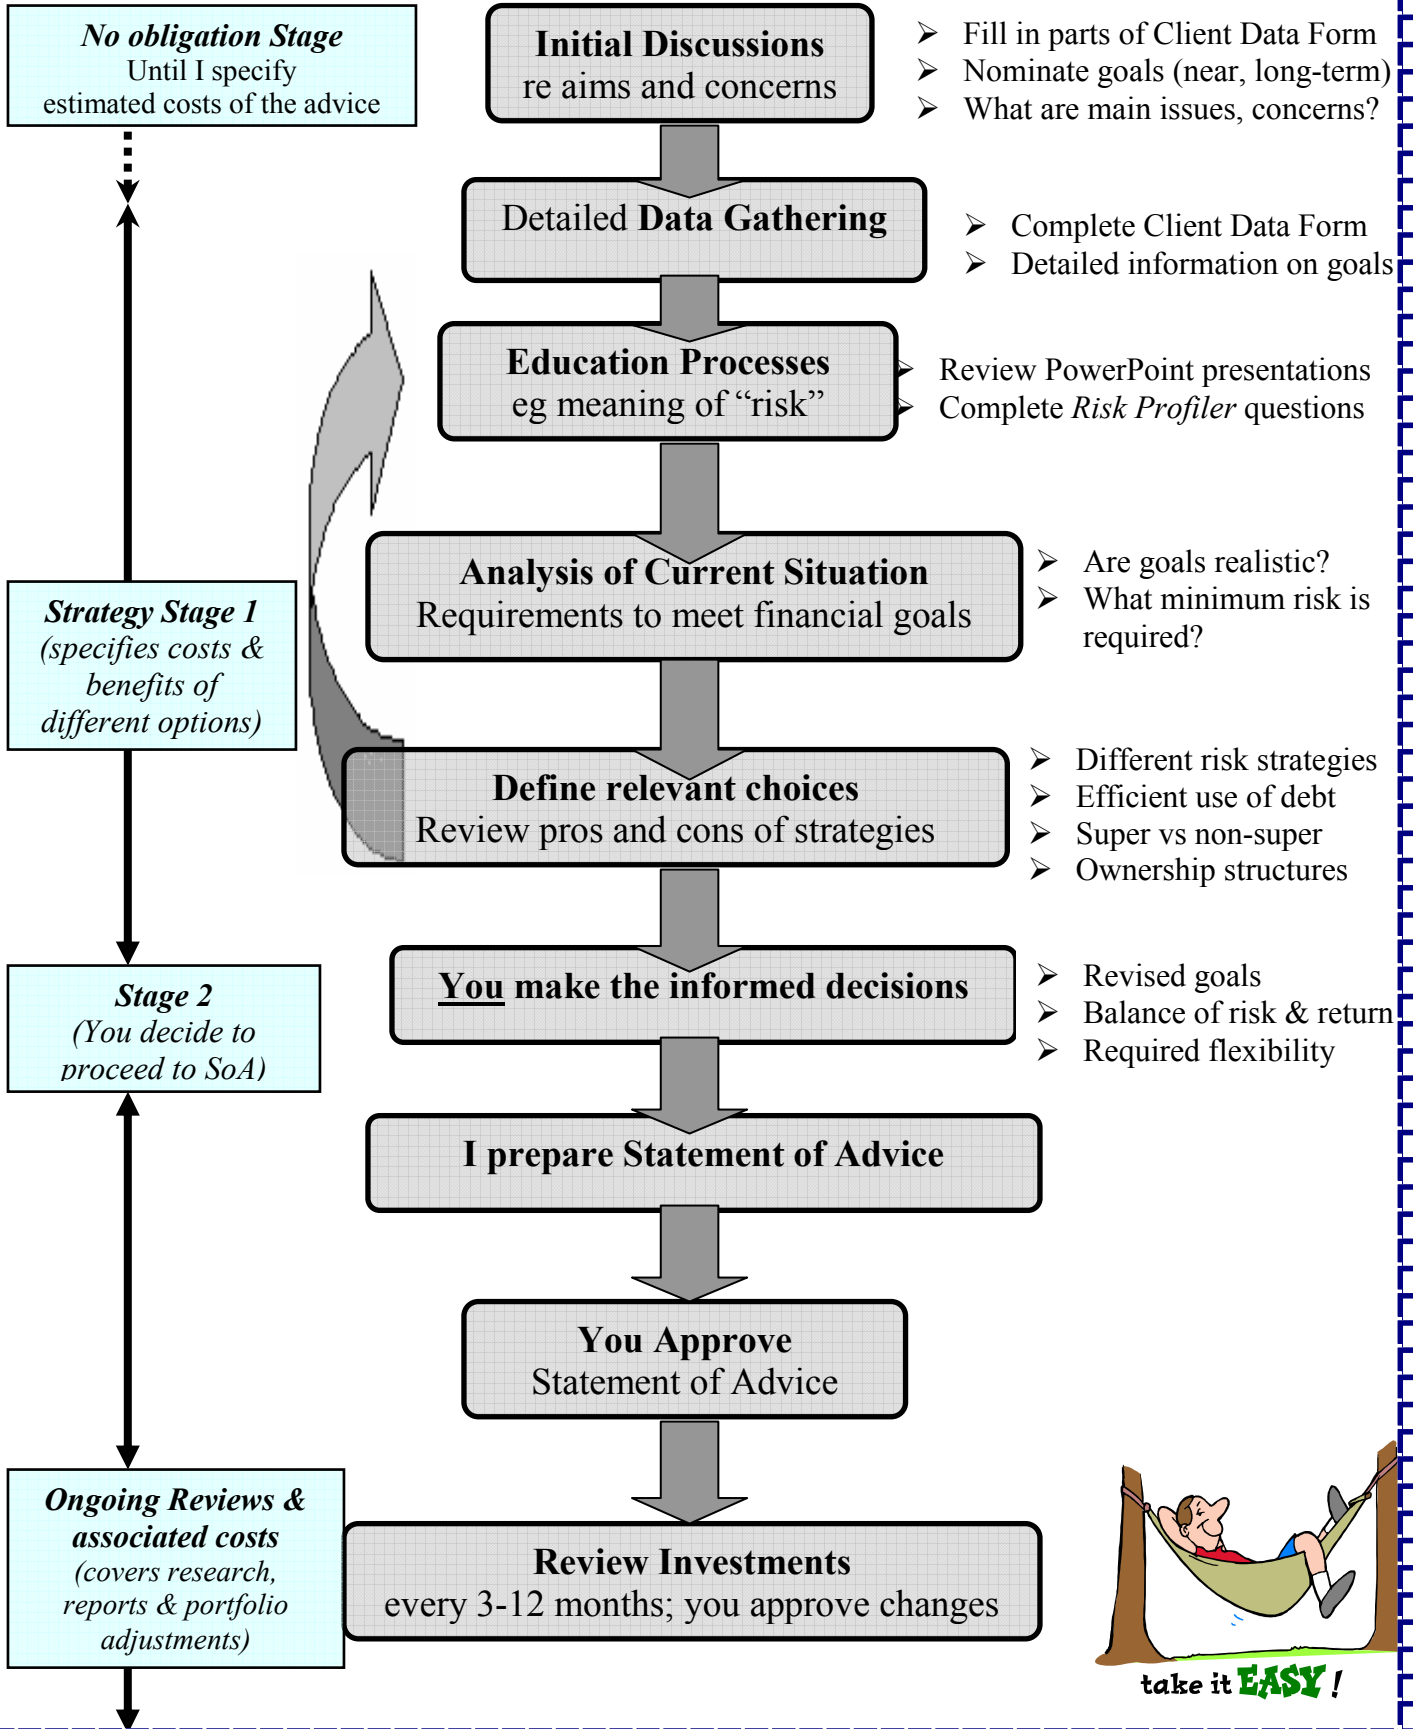 No obligation Stage
Until I specify
estimated costs of the advice
Initial Discussions
re aims and concerns
➢ Fill in parts of Client Data Form
➢ Nominate goals (near, long-term)
➢ What are main issues, concerns?
Detailed Data Gathering
➢ Complete Client Data Form
➢ Detailed information on goals
Education Processes
eg meaning of “risk”
➢ Review PowerPoint presentations
➢ Complete Risk Profiler questions
Analysis of Current Situation
Requirements to meet financial goals
➢ Are goals realistic?
➢ What minimum risk is
required?
Strategy Stage 1
(specifies costs &
benefits of
different options)
Define relevant choices
Review pros and cons of strategies
➢ Different risk strategies
➢ Efficient use of debt
➢ Super vs non-super
➢ Ownership structures
You make the informed decisions
➢ Revised goals
➢ Balance of risk & return
➢ Required flexibility
Stage 2
(You decide to
proceed to SoA)
I prepare Statement of Advice
You Approve
Statement of Advice
Ongoing Reviews &
associated costs
(covers research,
reports & portfolio
adjustments)
Review Investments
every 3-12 months; you approve changes
take it EASY !